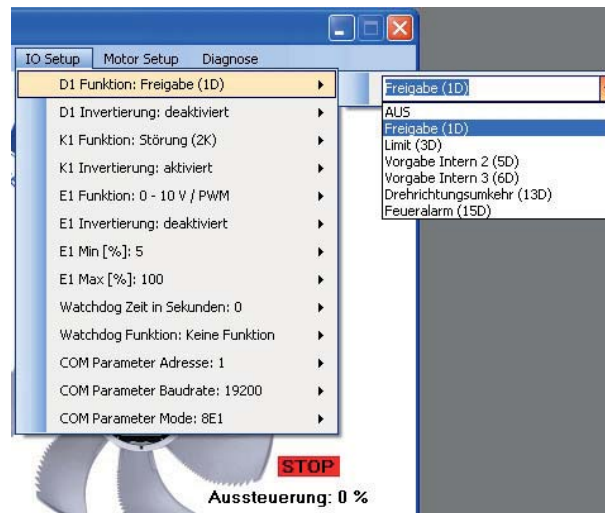 IO Setup Motor Setup Diagnose
D1 Funktion: Freigabe (1D)
D1 Invertierung: deaktiviert
K1 Funktion: Störung (2K)
K1 Invertierung: aktiviert
E1 Funktion: 0 - 10 V / PWM
E1 Invertierung: deaktiviert
E1 Min [%]: 5
E1 Max [%]: 100
Watchdog Zeit in Sekunden: 0
Watchdog Funktion: Keine Funktion
COM Parameter Adresse: 1
COM Parameter Baudrate: 19200
COM Parameter Mode: 8E1
Freigabe (1D)
AUS
Freigabe (1D)
Limit (3D)
Vorgabe Intern 2 (5D)
Vorgabe Intern 3 (6D)
Drehrichtungsumkehr (13D)
Feueralarm (15D)
STOP
Aussteuerung: 0 %